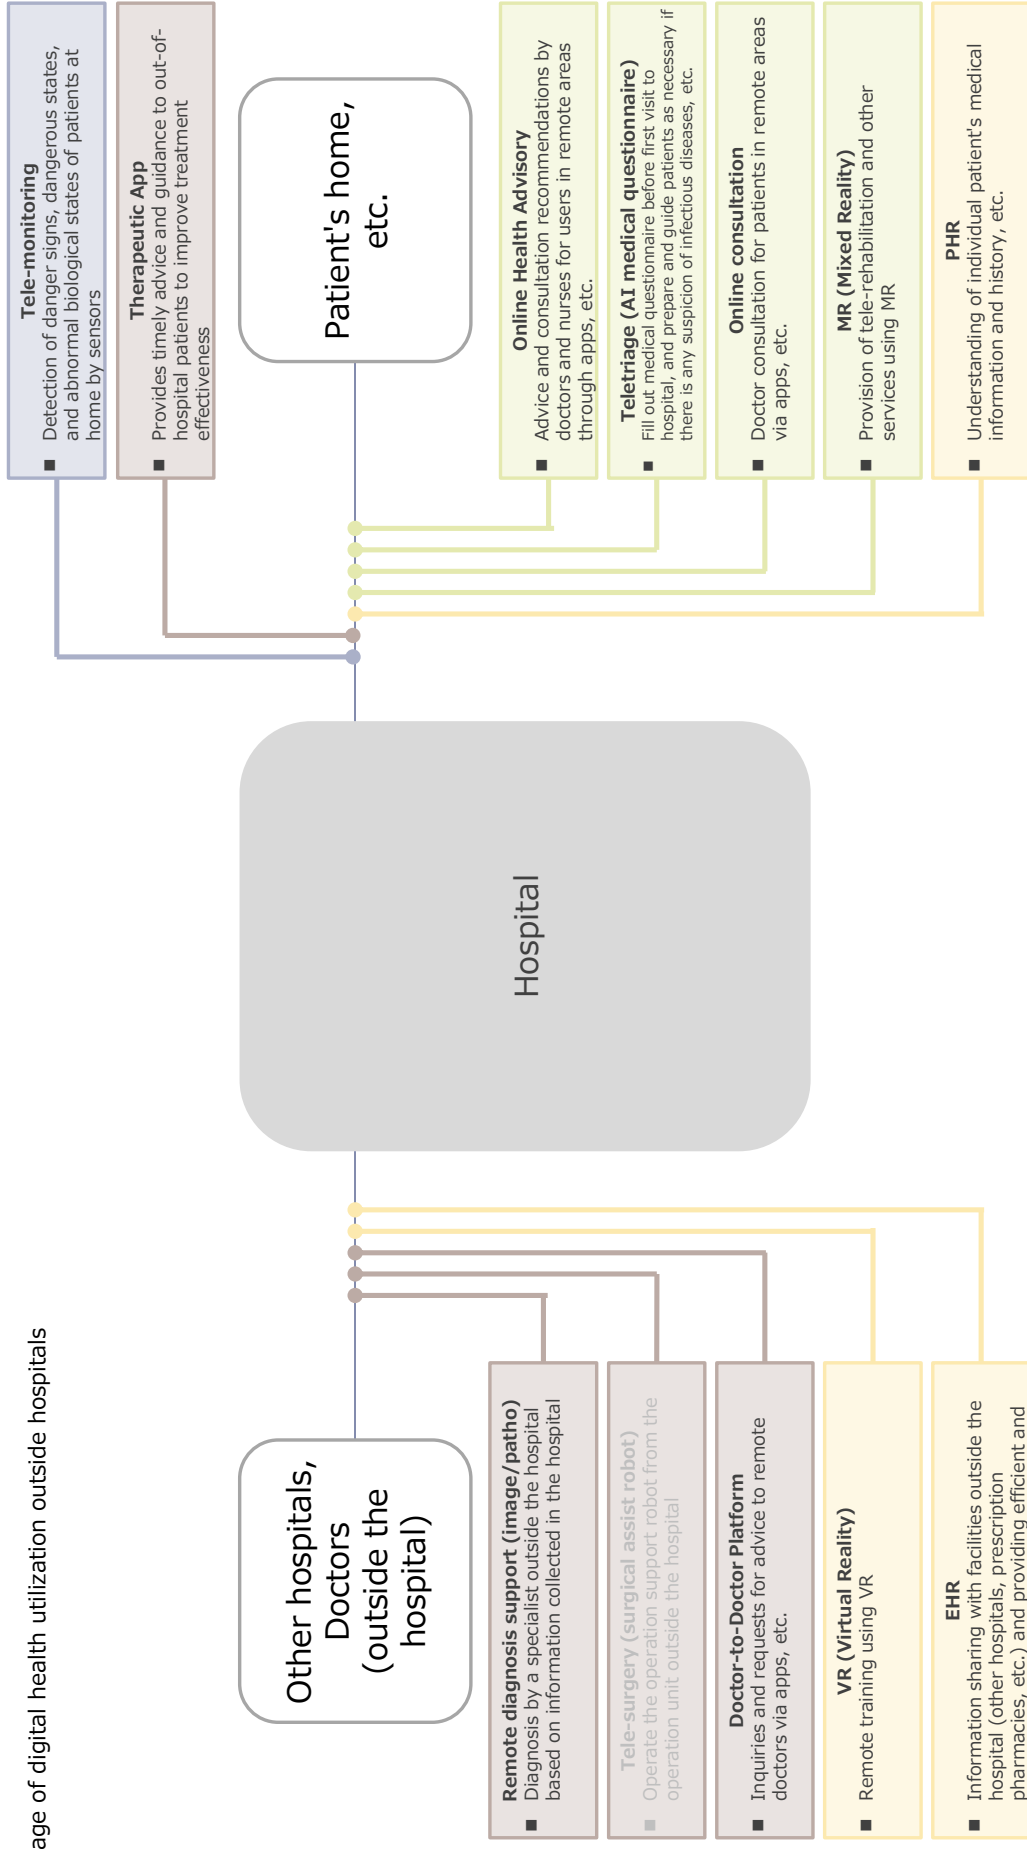 age of digital health utilization outside hospitals
Other hospitals,
Doctors
(outside the
hospital)
Hospital
Patient's home,
etc.
Tele-monitoring
■ Detection of danger signs, dangerous states,
and abnormal biological states of patients at
home by sensors
Therapeutic App
■ Provides timely advice and guidance to out-of-
hospital patients to improve treatment
effectiveness
Remote diagnosis support (image/patho)
■ Diagnosis by a specialist outside the hospital
based on information collected in the hospital
Tele-surgery (surgical assist robot)
■ Operate the operation support robot from the
operation unit outside the hospital
Doctor-to-Doctor Platform
■ Inquiries and requests for advice to remote
doctors via apps, etc.
VR (Virtual Reality)
■ Remote training using VR
EHR
■ Information sharing with facilities outside the
hospital (other hospitals, prescription
pharmacies, etc.) and providing efficient and
Online Health Advisory
■ Advice and consultation recommendations by
doctors and nurses for users in remote areas
through apps, etc.
Teletriage (AI medical questionnaire)
■ Fill out medical questionnaire before first visit to
hospital, and prepare and guide patients as necessary if
there is any suspicion of infectious diseases, etc.
Online consultation
■ Doctor consultation for patients in remote areas
via apps, etc.
MR (Mixed Reality)
■ Provision of tele-rehabilitation and other
services using MR
PHR
■ Understanding of individual patient's medical
information and history, etc.